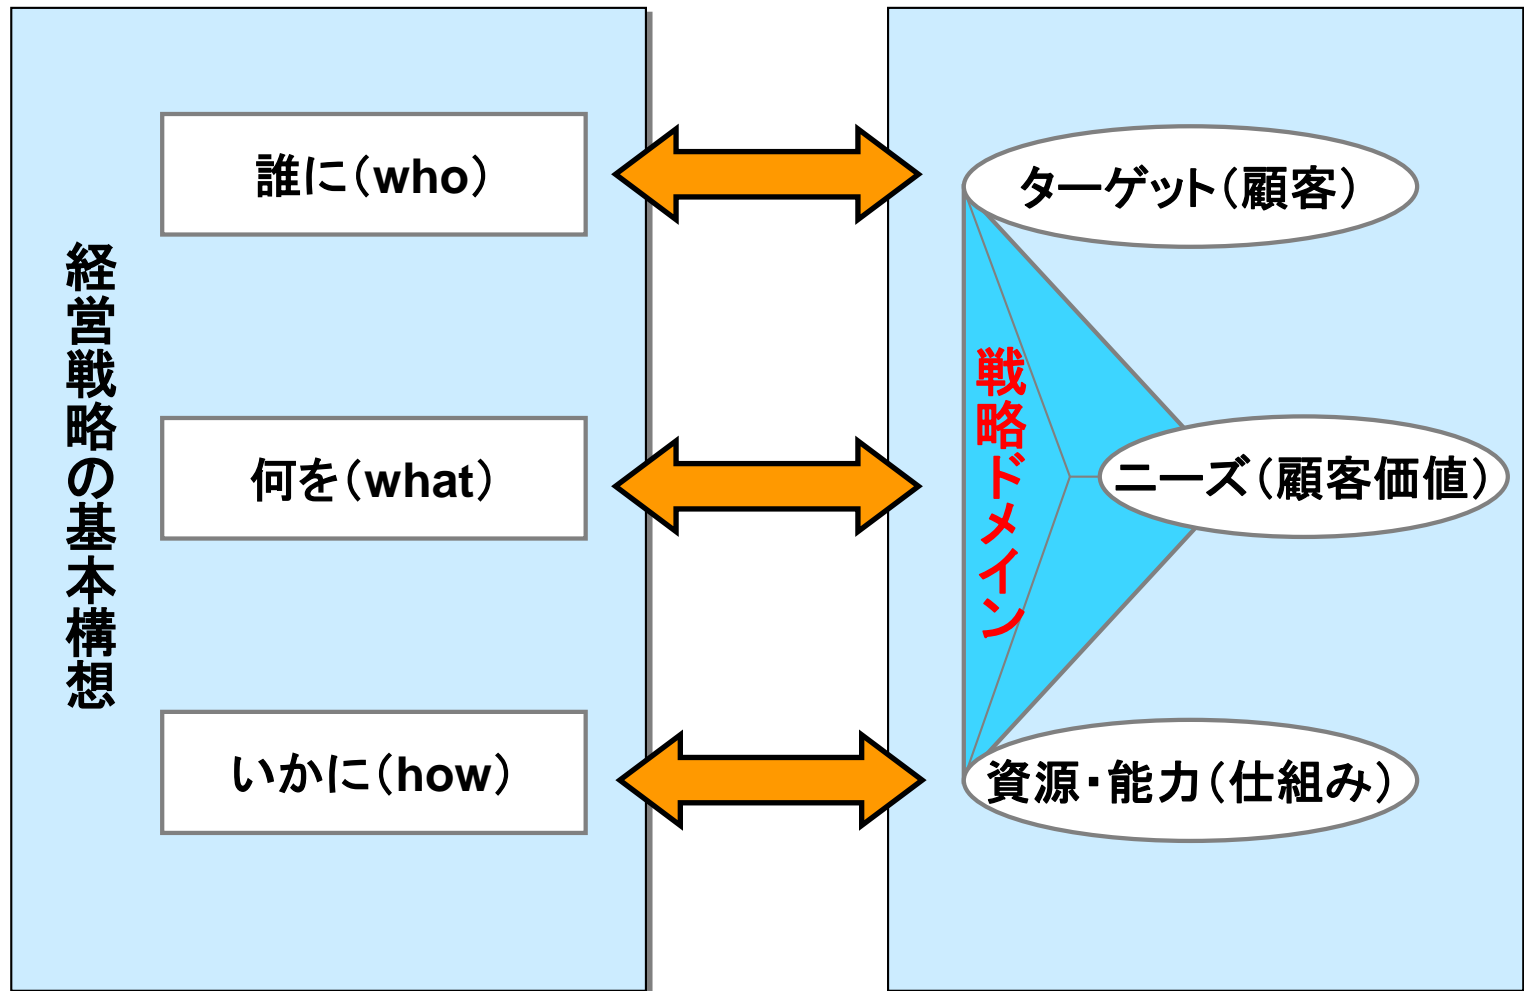 経営戦略の基本構想
誰に（who）
何を（what）
いかに（how）
ターゲット（顧客）
戦略ドメイン
ニーズ（顧客価値）
資源・能力（仕組み）